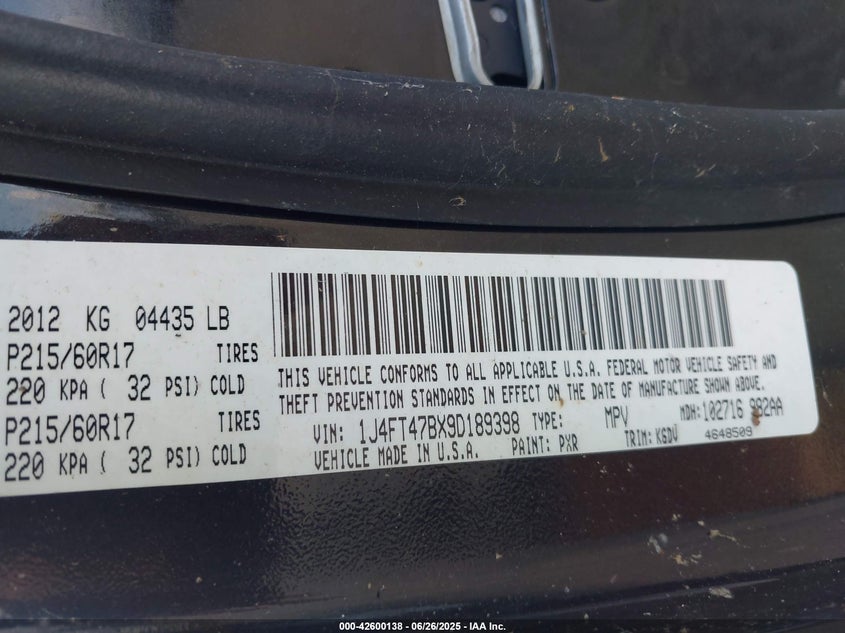 2012 KG 04435 LB
P215/60R17 TIRES
220 KPA ( 32 PSI) COLD
P215/60R17 TIRES
220 KPA ( 32 PSI) COLD
THIS VEHICLE CONFORMS TO ALL APPLICABLE U.S.A. FEDERAL MOTOR VEHICLE SAFETY AND
THEFT PREVENTION STANDARDS IN EFFECT ON THE DATE OF MANUFACTURE SHOWN ABOVE.
VIN: 1J4FT47BX9D189398 TYPE: MPV MDH: 102716 982AA
VEHICLE MADE IN U.S.A. PAINT: PXR TRIM: KGDV 4648509
000-42600138 - 06/26/2025 - IAA Inc.